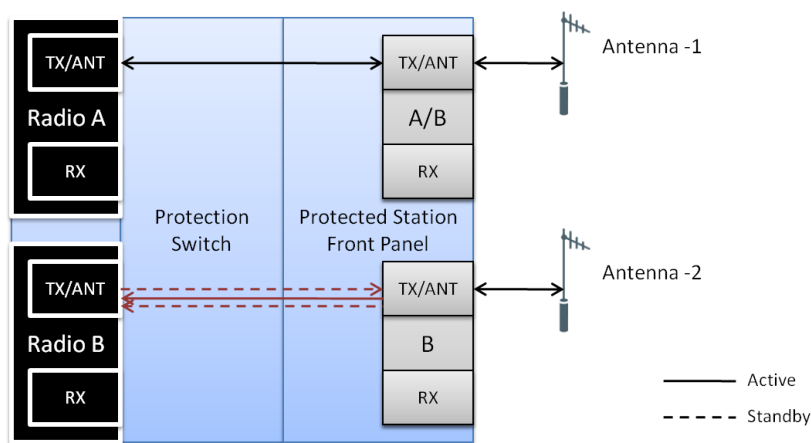 TX/ANT
Radio A
RX
TX/ANT
A/B
RX
Antenna -1
Protection
Switch
Protected Station
Front Panel
TX/ANT
Radio B
RX
TX/ANT
B
RX
Antenna -2
Active
Standby